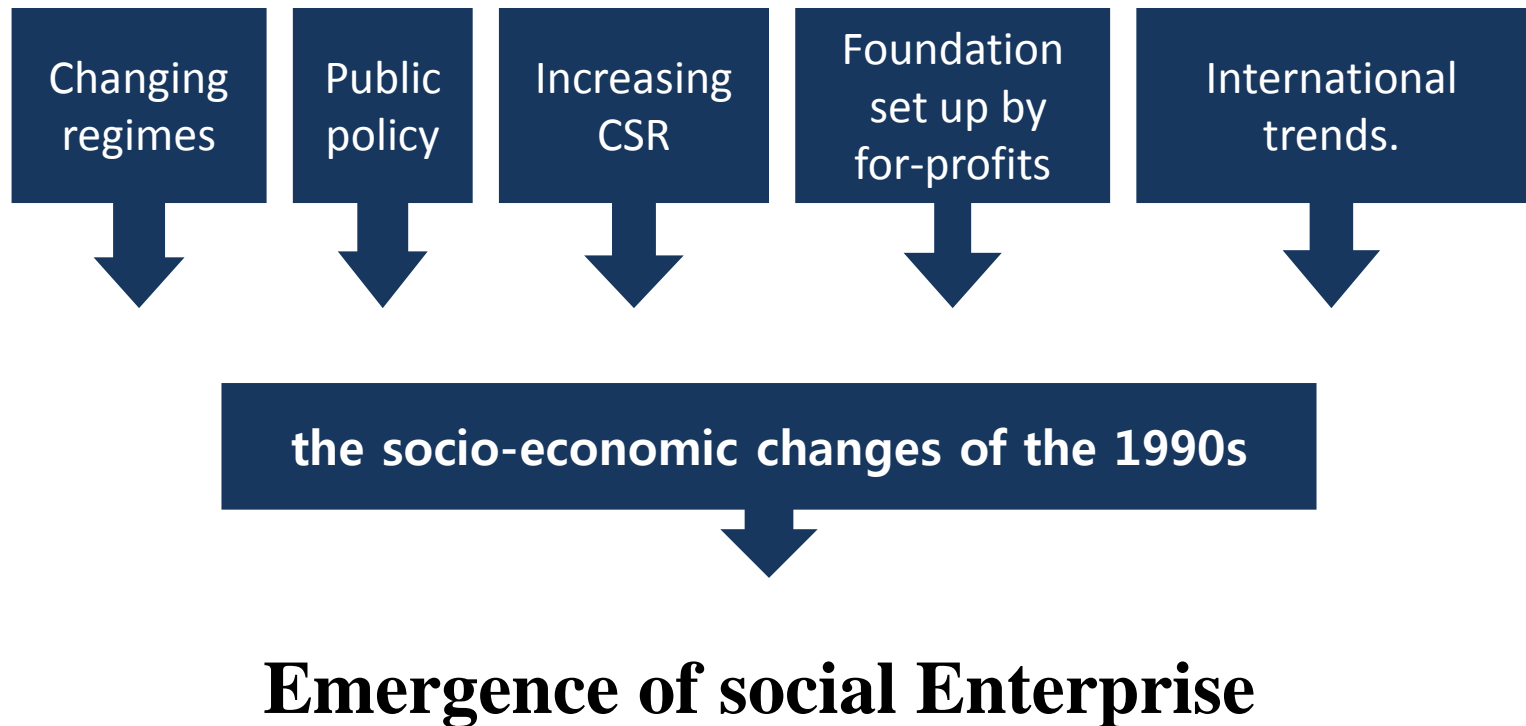 Changing
regimes
Public
policy
Increasing
CSR
Foundation
set up by
for-profits
International
trends.
the socio-economic changes of the 1990s
Emergence of social Enterprise